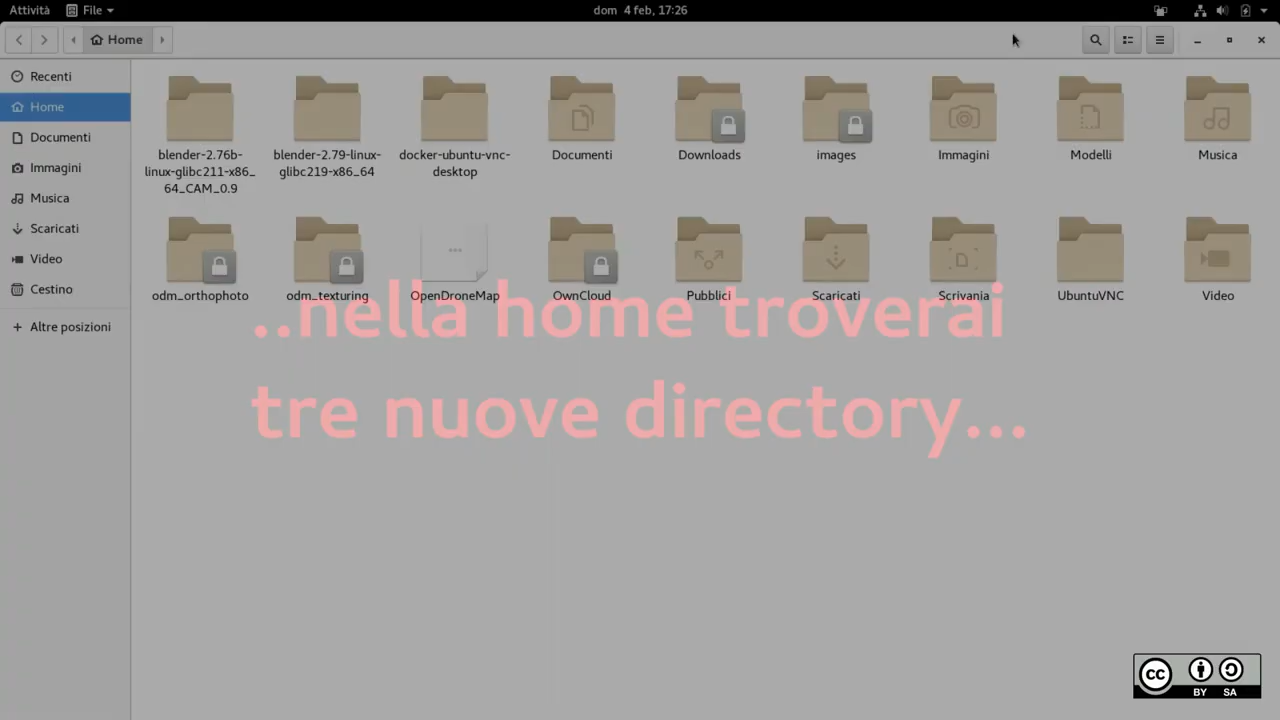 Attività File dom 4 feb, 17:26
Home
Recenti
Home
Documenti
Immagini
Musica
Scaricati
Video
Cestino
+ Altre posizioni
blender-2.76b-
linux-glibc211-x86_
64_CAM_0.9
blender-2.79-linux-
glibc219-x86_64
docker-ubuntu-vnc-
desktop
Documenti
Downloads
images
Immagini
Modelli
Musica
odm_orthophoto
odm_texturing
OpenDroneMap
OwnCloud
Pubblici
Scaricati
Scrivania
UbuntuVNC
Video
..nella home troverai
tre nuove directory...
cc
BY SA